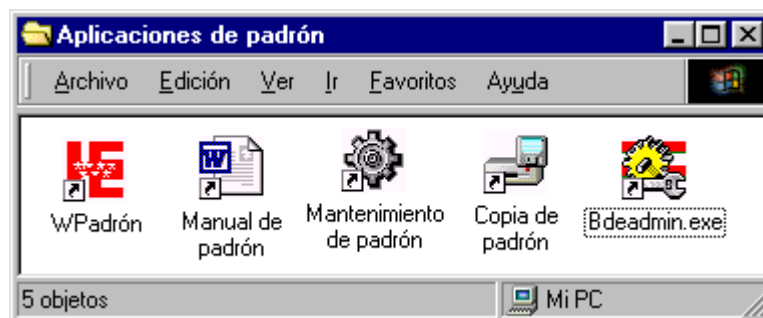 Aplicaciones de padrón
Archivo Edición Ver Ir Favoritos Ayuda
WPadrón
Manual de
padrón
Mantenimiento
de padrón
Copia de
padrón
Bdeadmin.exe
5 objetos
Mi PC